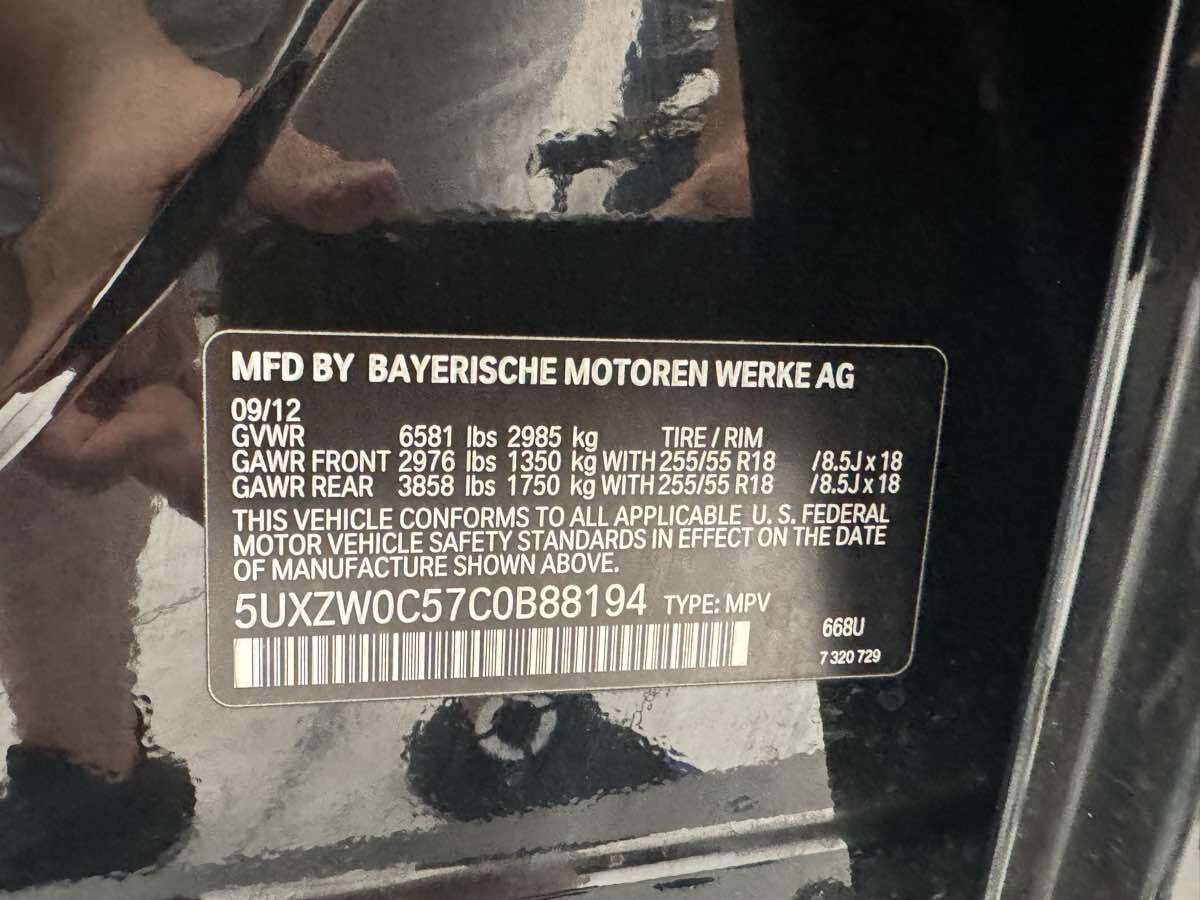 MFD BY BAYERISCHE MOTOREN WERKE AG
09/12
GVWR 6581 lbs 2985 kg TIRE / RIM
GAWR FRONT 2976 lbs 1350 kg WITH 255/55 R18 /8.5J x 18
GAWR REAR 3858 lbs 1750 kg WITH 255/55 R18 /8.5J x 18
THIS VEHICLE CONFORMS TO ALL APPLICABLE U. S. FEDERAL
MOTOR VEHICLE SAFETY STANDARDS IN EFFECT ON THE DATE
OF MANUFACTURE SHOWN ABOVE.
5UXZW0C57C0B88194 TYPE: MPV
668U
7 320 729